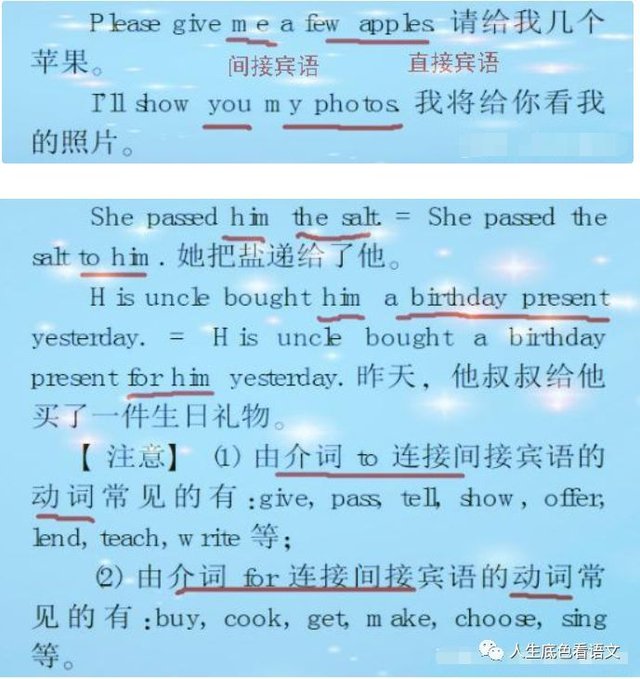 Please give me a few apples. 请给我几个
苹果。
间接宾语 直接宾语
I'll show you my photos. 我将给你看我
的照片。
She passed him the salt. = She passed the
salt to him. 她把盐递给了他。
His uncle bought him a birthday present
yesterday. = His uncle bought a birthday
present for him yesterday. 昨天，他叔叔给他
买了一件生日礼物。
【注意】(1) 由介词 to 连接间接宾语的
动词常见的有:give, pass, tell, show, offer,
lend, teach, write 等;
(2) 由介词 for 连接间接宾语的动词常
见的有:buy, cook, get, make, choose, sing
等。
人生底色看语文